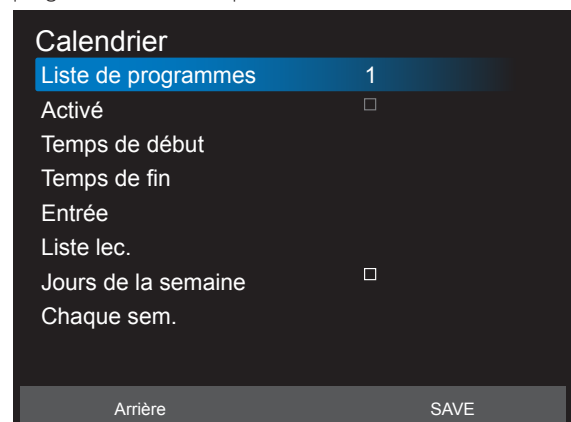 Calendrier
Liste de programmes 1
Activé
Temps de début
Temps de fin
Entrée
Liste lec.
Jours de la semaine
Chaque sem.
Arrière SAVE